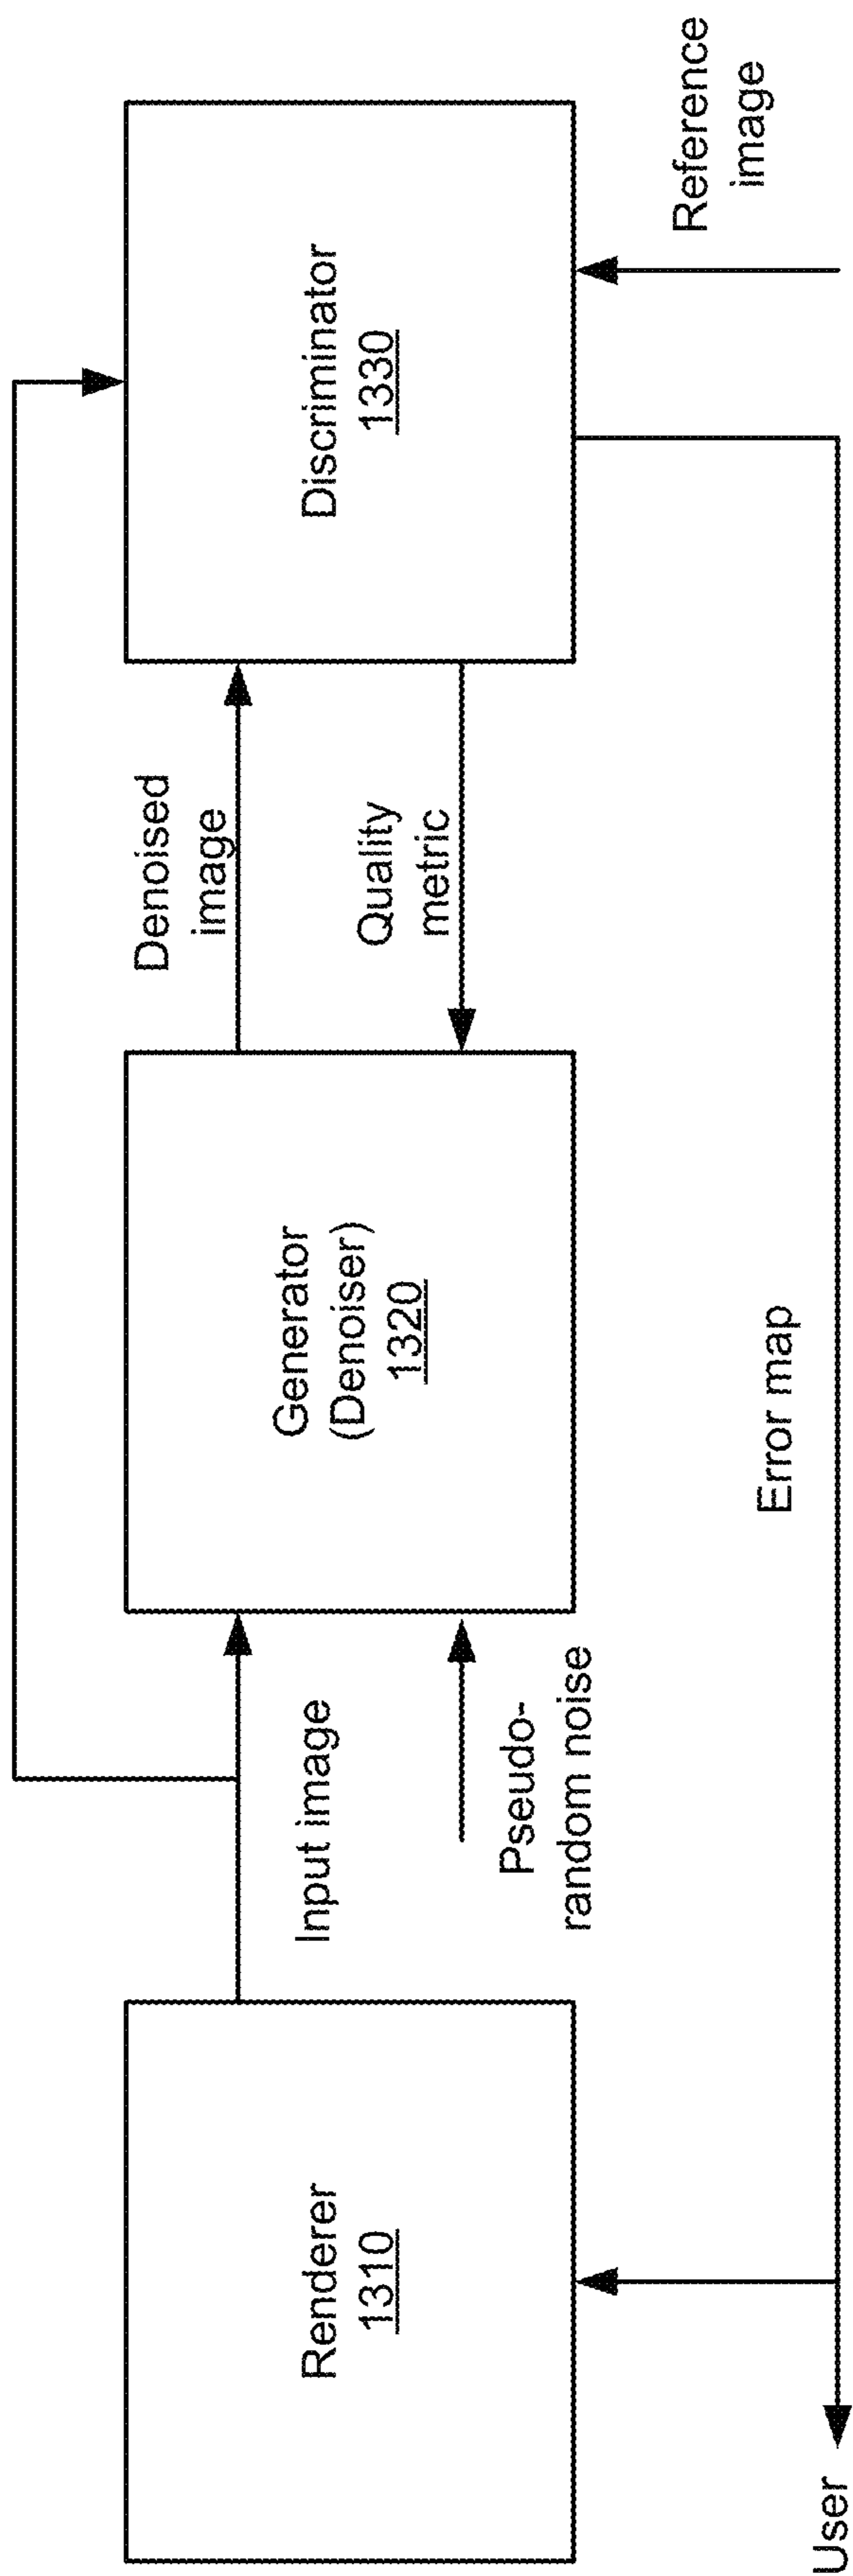 Renderer
1310
Input image
Pseudo-
random noise
Generator
(Denoiser)
1320
Denoised
image
Quality
metric
Discriminator
1330
Reference
image
Error map
User